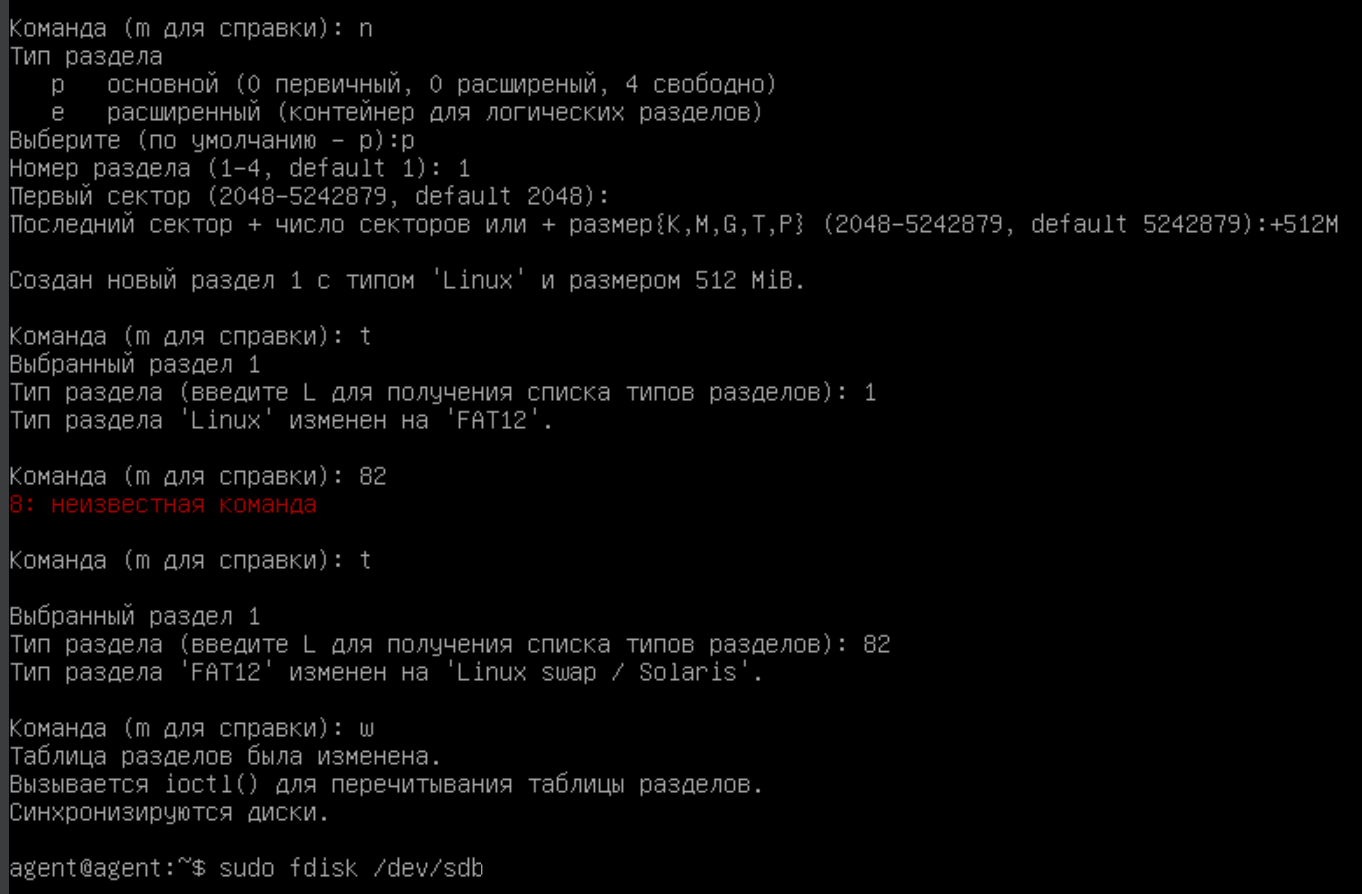 Команда (m для справки): n
Тип раздела
p основной (0 первичный, 0 расширеный, 4 свободно)
e расширенный (контейнер для логических разделов)
Выберите (по умолчанию - p):p
Номер раздела (1-4, default 1): 1
Первый сектор (2048-5242879, default 2048):
Последний сектор + число секторов или + размер{K,M,G,T,P} (2048-5242879, default 5242879):+512M
Создан новый раздел 1 с типом 'Linux' и размером 512 MiB.
Команда (m для справки): t
Выбранный раздел 1
Тип раздела (введите L для получения списка типов разделов): 1
Тип раздела 'Linux' изменен на 'FAT12'.
Команда (m для справки): 82
8: неизвестная команда
Команда (m для справки): t
Выбранный раздел 1
Тип раздела (введите L для получения списка типов разделов): 82
Тип раздела 'FAT12' изменен на 'Linux swap / Solaris'.
Команда (m для справки): w
Таблица разделов была изменена.
Вызывается ioctl() для перечитывания таблицы разделов.
Синхронизируются диски.
agent@agent:~$ sudo fdisk /dev/sdb